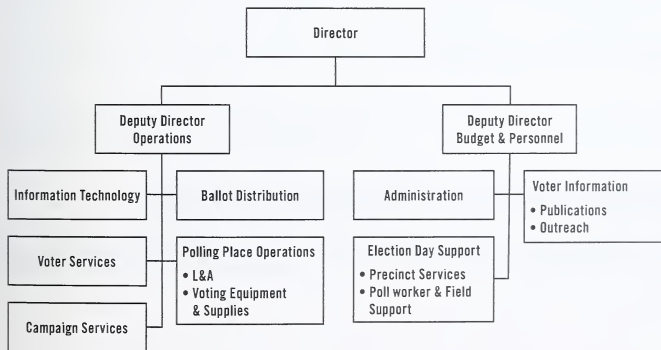 Director
Deputy Director
Operations
Deputy Director
Budget & Personnel
Information Technology
Ballot Distribution
Administration
Voter Information
• Publications
• Outreach
Voter Services
Polling Place Operations
• L&A
• Voting Equipment
& Supplies
Election Day Support
• Precinct Services
• Poll worker & Field
Support
Campaign Services